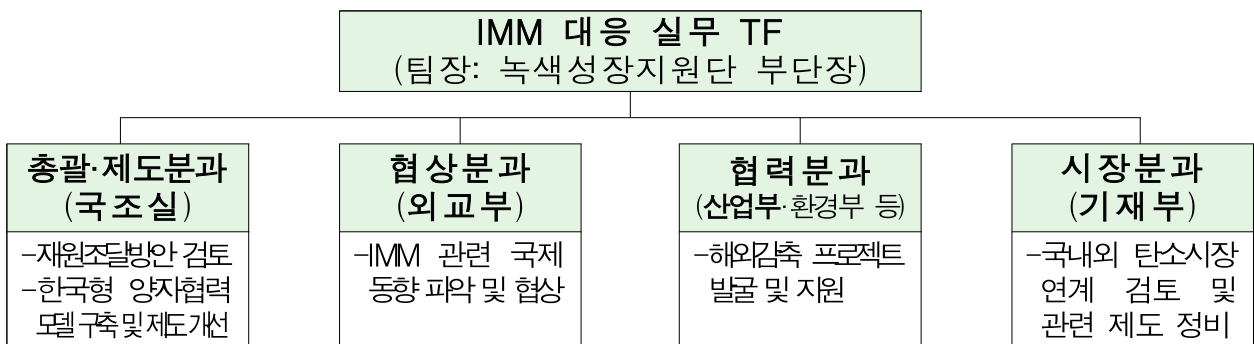 IMM 대응 실무 TF
(팀장: 녹색성장지원단 부단장)
총괄·제도분과
(국조실)
-재원조달방안 검토
-한국형 양자협력
모델 구축 및 제도 개선
협상분과
(외교부)
-IMM 관련 국제
동향 파악 및 협상
협력분과
(산업부·환경부 등)
-해외감축 프로젝트
발굴 및 지원
시장분과
(기재부)
-국내외 탄소시장
연계 검토 및
관련 제도 정비